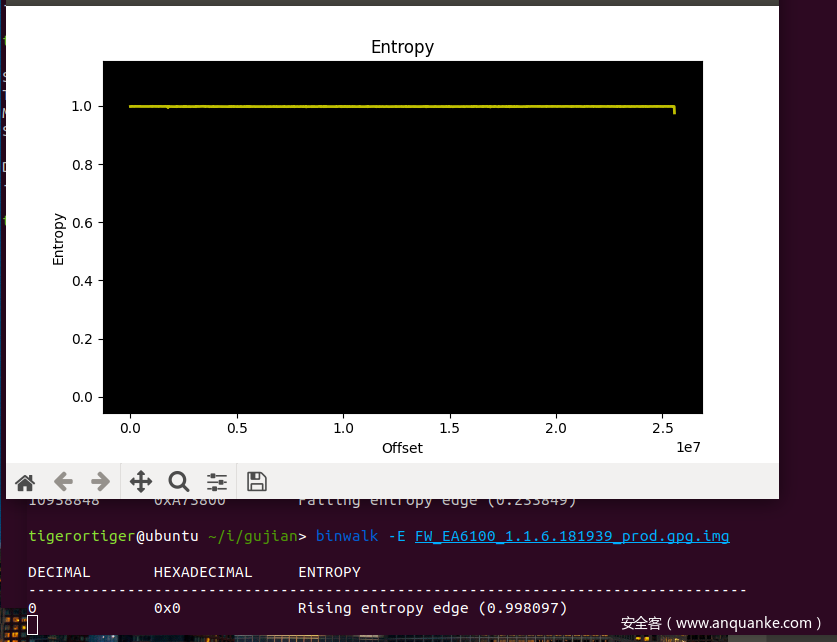 Entropy
1.0
0.8
0.6
0.4
0.2
0.0
Entropy
0.0 0.5 1.0 1.5 2.0 2.5
1e7
Offset
10938848 0xA73800 Falling entropy edge (0.233849)
tigerortiger@ubuntu ~/i/gujian> binwalk -E FW_EA6100_1.1.6.181939_prod.gpg.img
DECIMAL HEXADECIMAL ENTROPY
--------------------------------------------------------------------------------
0 0x0 Rising entropy edge (0.998097)
安全客（www.anquanke.com）